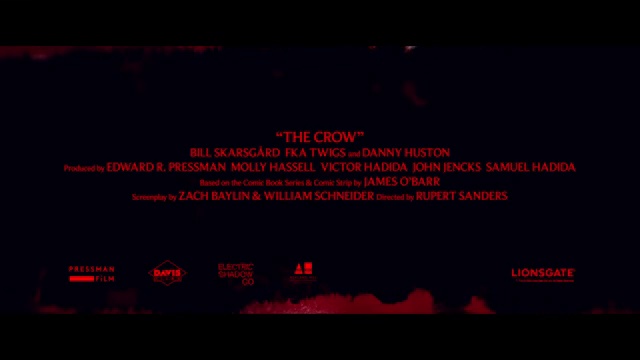 “THE CROW”
BILL SKARSGÅRD FKA TWIGS and DANNY HUSTON
Produced by EDWARD R. PRESSMAN MOLLY HASSELL VICTOR HADIDA JOHN JENCKS SAMUEL HADIDA
Based on the Comic Book Series & Comic Strip by JAMES O'BARR
Screenplay by ZACH BAYLIN & WILLIAM SCHNEIDER Directed by RUPERT SANDERS
PRESSMAN
FILM
DAVIS
ELECTRIC
SHADOW
CO
LIONSGATE